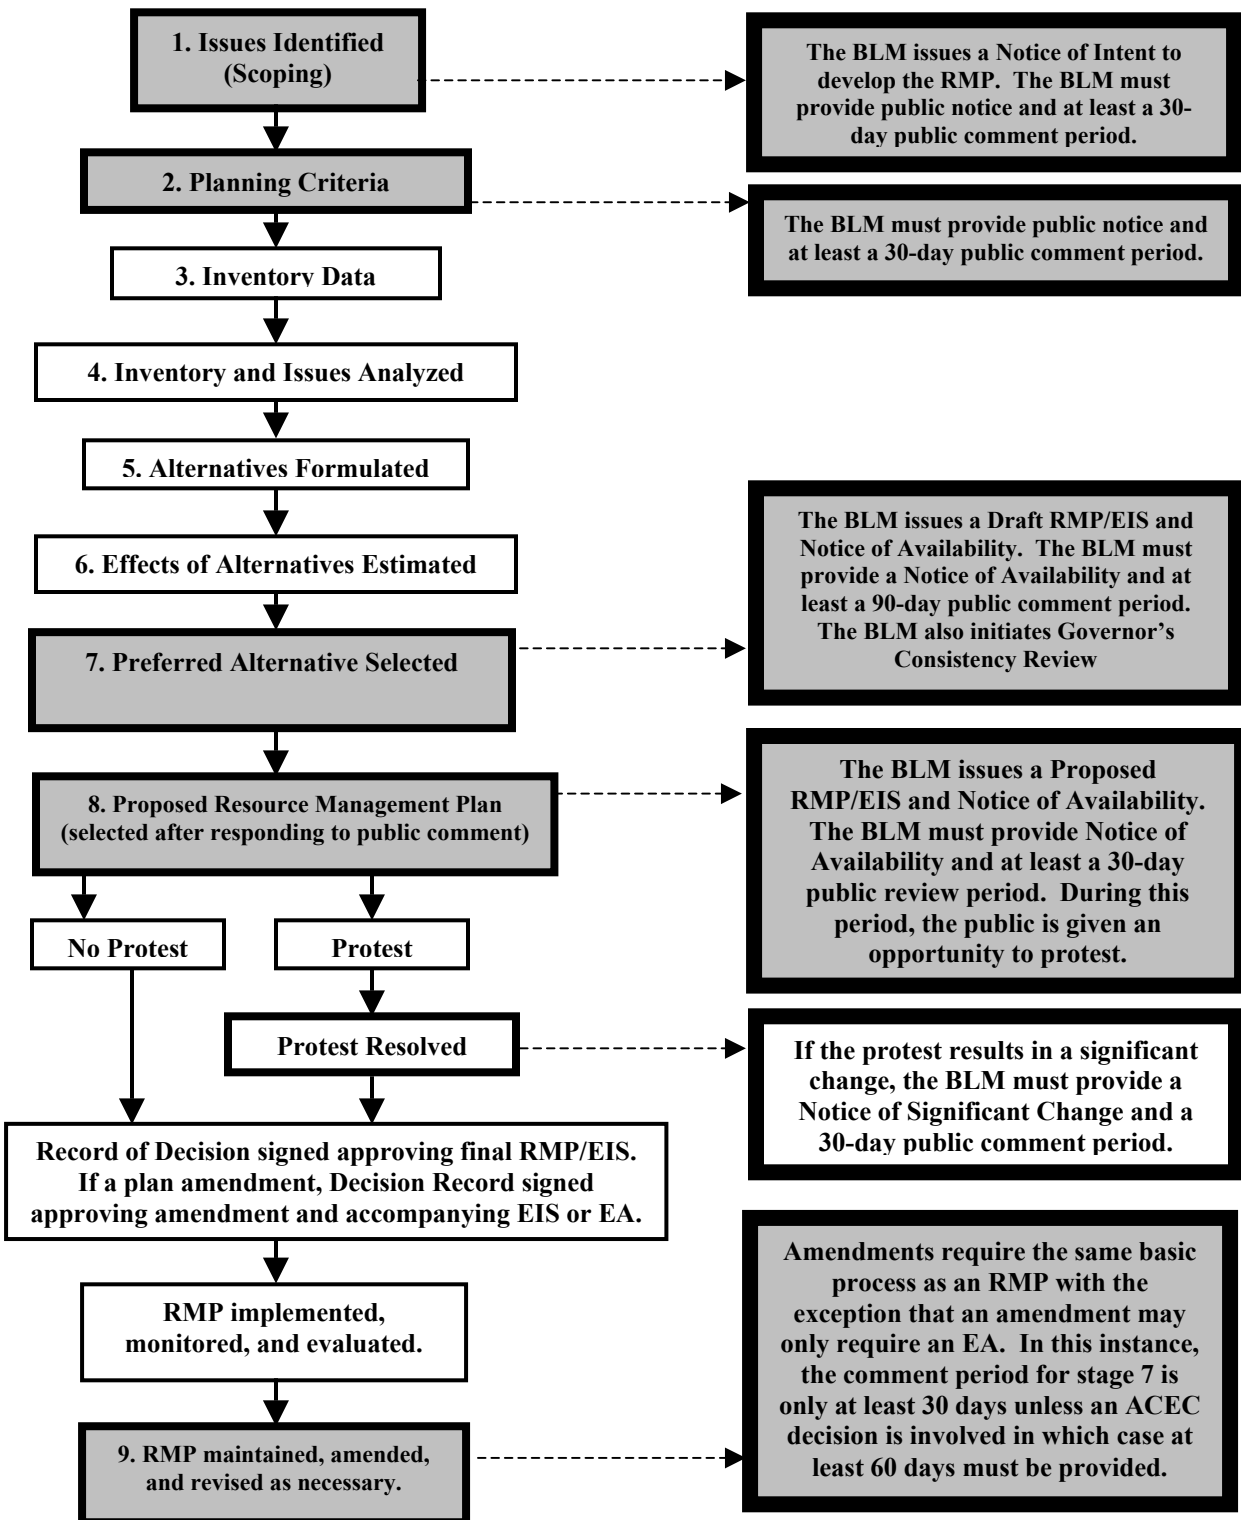 1. Issues Identified
(Scoping)
The BLM issues a Notice of Intent to
develop the RMP. The BLM must
provide public notice and at least a 30-
day public comment period.
2. Planning Criteria
The BLM must provide public notice and
at least a 30-day public comment period.
3. Inventory Data
4. Inventory and Issues Analyzed
5. Alternatives Formulated
6. Effects of Alternatives Estimated
The BLM issues a Draft RMP/EIS and
Notice of Availability. The BLM must
provide a Notice of Availability and at
least a 90-day public comment period.
The BLM also initiates Governor's
Consistency Review
7. Preferred Alternative Selected
8. Proposed Resource Management Plan
(selected after responding to public comment)
The BLM issues a Proposed
RMP/EIS and Notice of Availability.
The BLM must provide Notice of
Availability and at least a 30-day
public review period. During this
period, the public is given an
opportunity to protest.
No Protest
Protest
Protest Resolved
If the protest results in a significant
change, the BLM must provide a
Notice of Significant Change and a
30-day public comment period.
Record of Decision signed approving final RMP/EIS.
If a plan amendment, Decision Record signed
approving amendment and accompanying EIS or EA.
RMP implemented,
monitored, and evaluated.
9. RMP maintained, amended,
and revised as necessary.
Amendments require the same basic
process as an RMP with the
exception that an amendment may
only require an EA. In this instance,
the comment period for stage 7 is
only at least 30 days unless an ACEC
decision is involved in which case at
least 60 days must be provided.